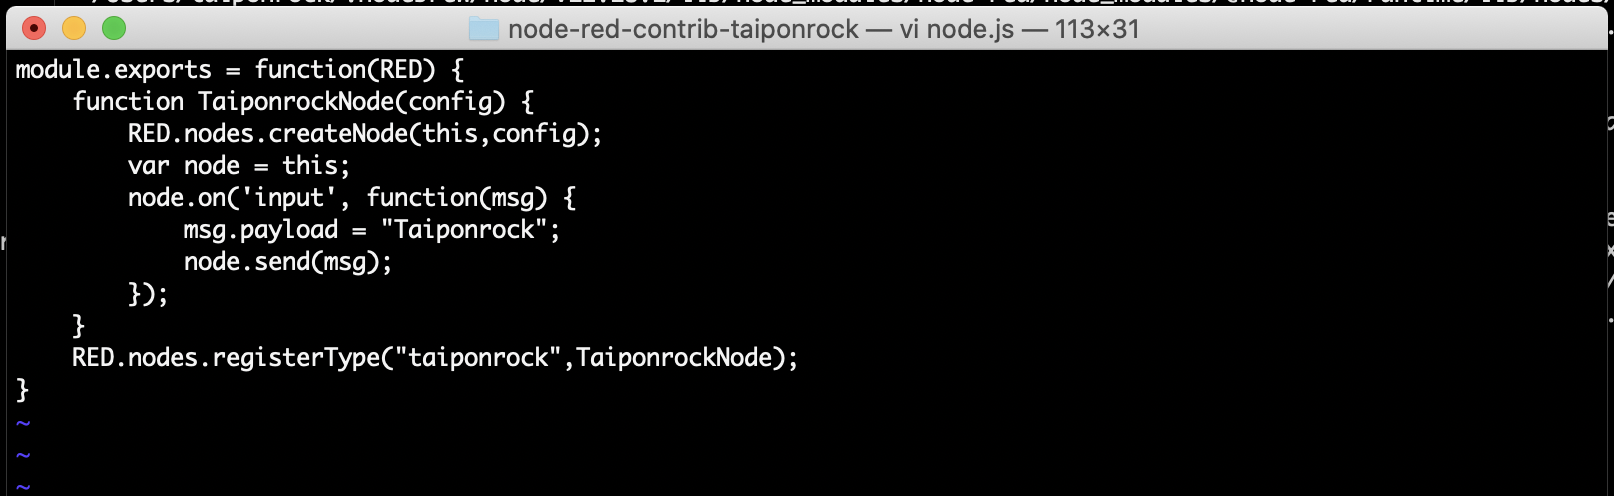 node-red-contrib-taiponrock — vi node.js — 113×31
module.exports = function(RED) {
    function TaiponrockNode(config) {
        RED.nodes.createNode(this,config);
        var node = this;
        node.on('input', function(msg) {
            msg.payload = "Taiponrock";
            node.send(msg);
        });
    }
    RED.nodes.registerType("taiponrock",TaiponrockNode);
}
~
~
~